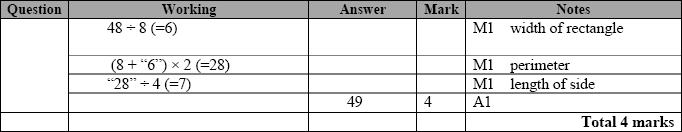 Question Working Answer Mark Notes
48 ÷ 8 (=6) M1 width of rectangle
(8 + “6”) × 2 (=28) M1 perimeter
“28” ÷ 4 (=7) M1 length of side
49 4 A1
Total 4 marks